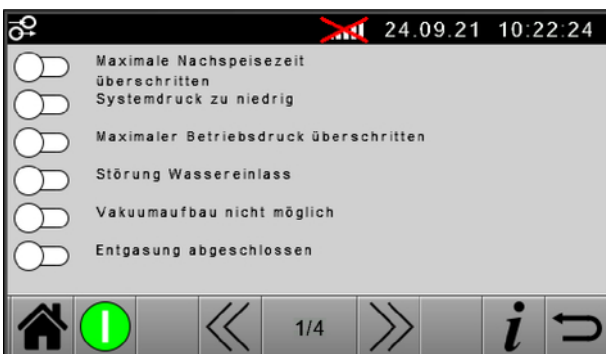 24.09.21 10:22:24
Maximale Nachspeisezeit
überschritten
Systemdruck zu niedrig
Maximaler Betriebsdruck überschritten
Störung Wassereinlass
Vakuumaufbau nicht möglich
Entgasung abgeschlossen
1/4
i